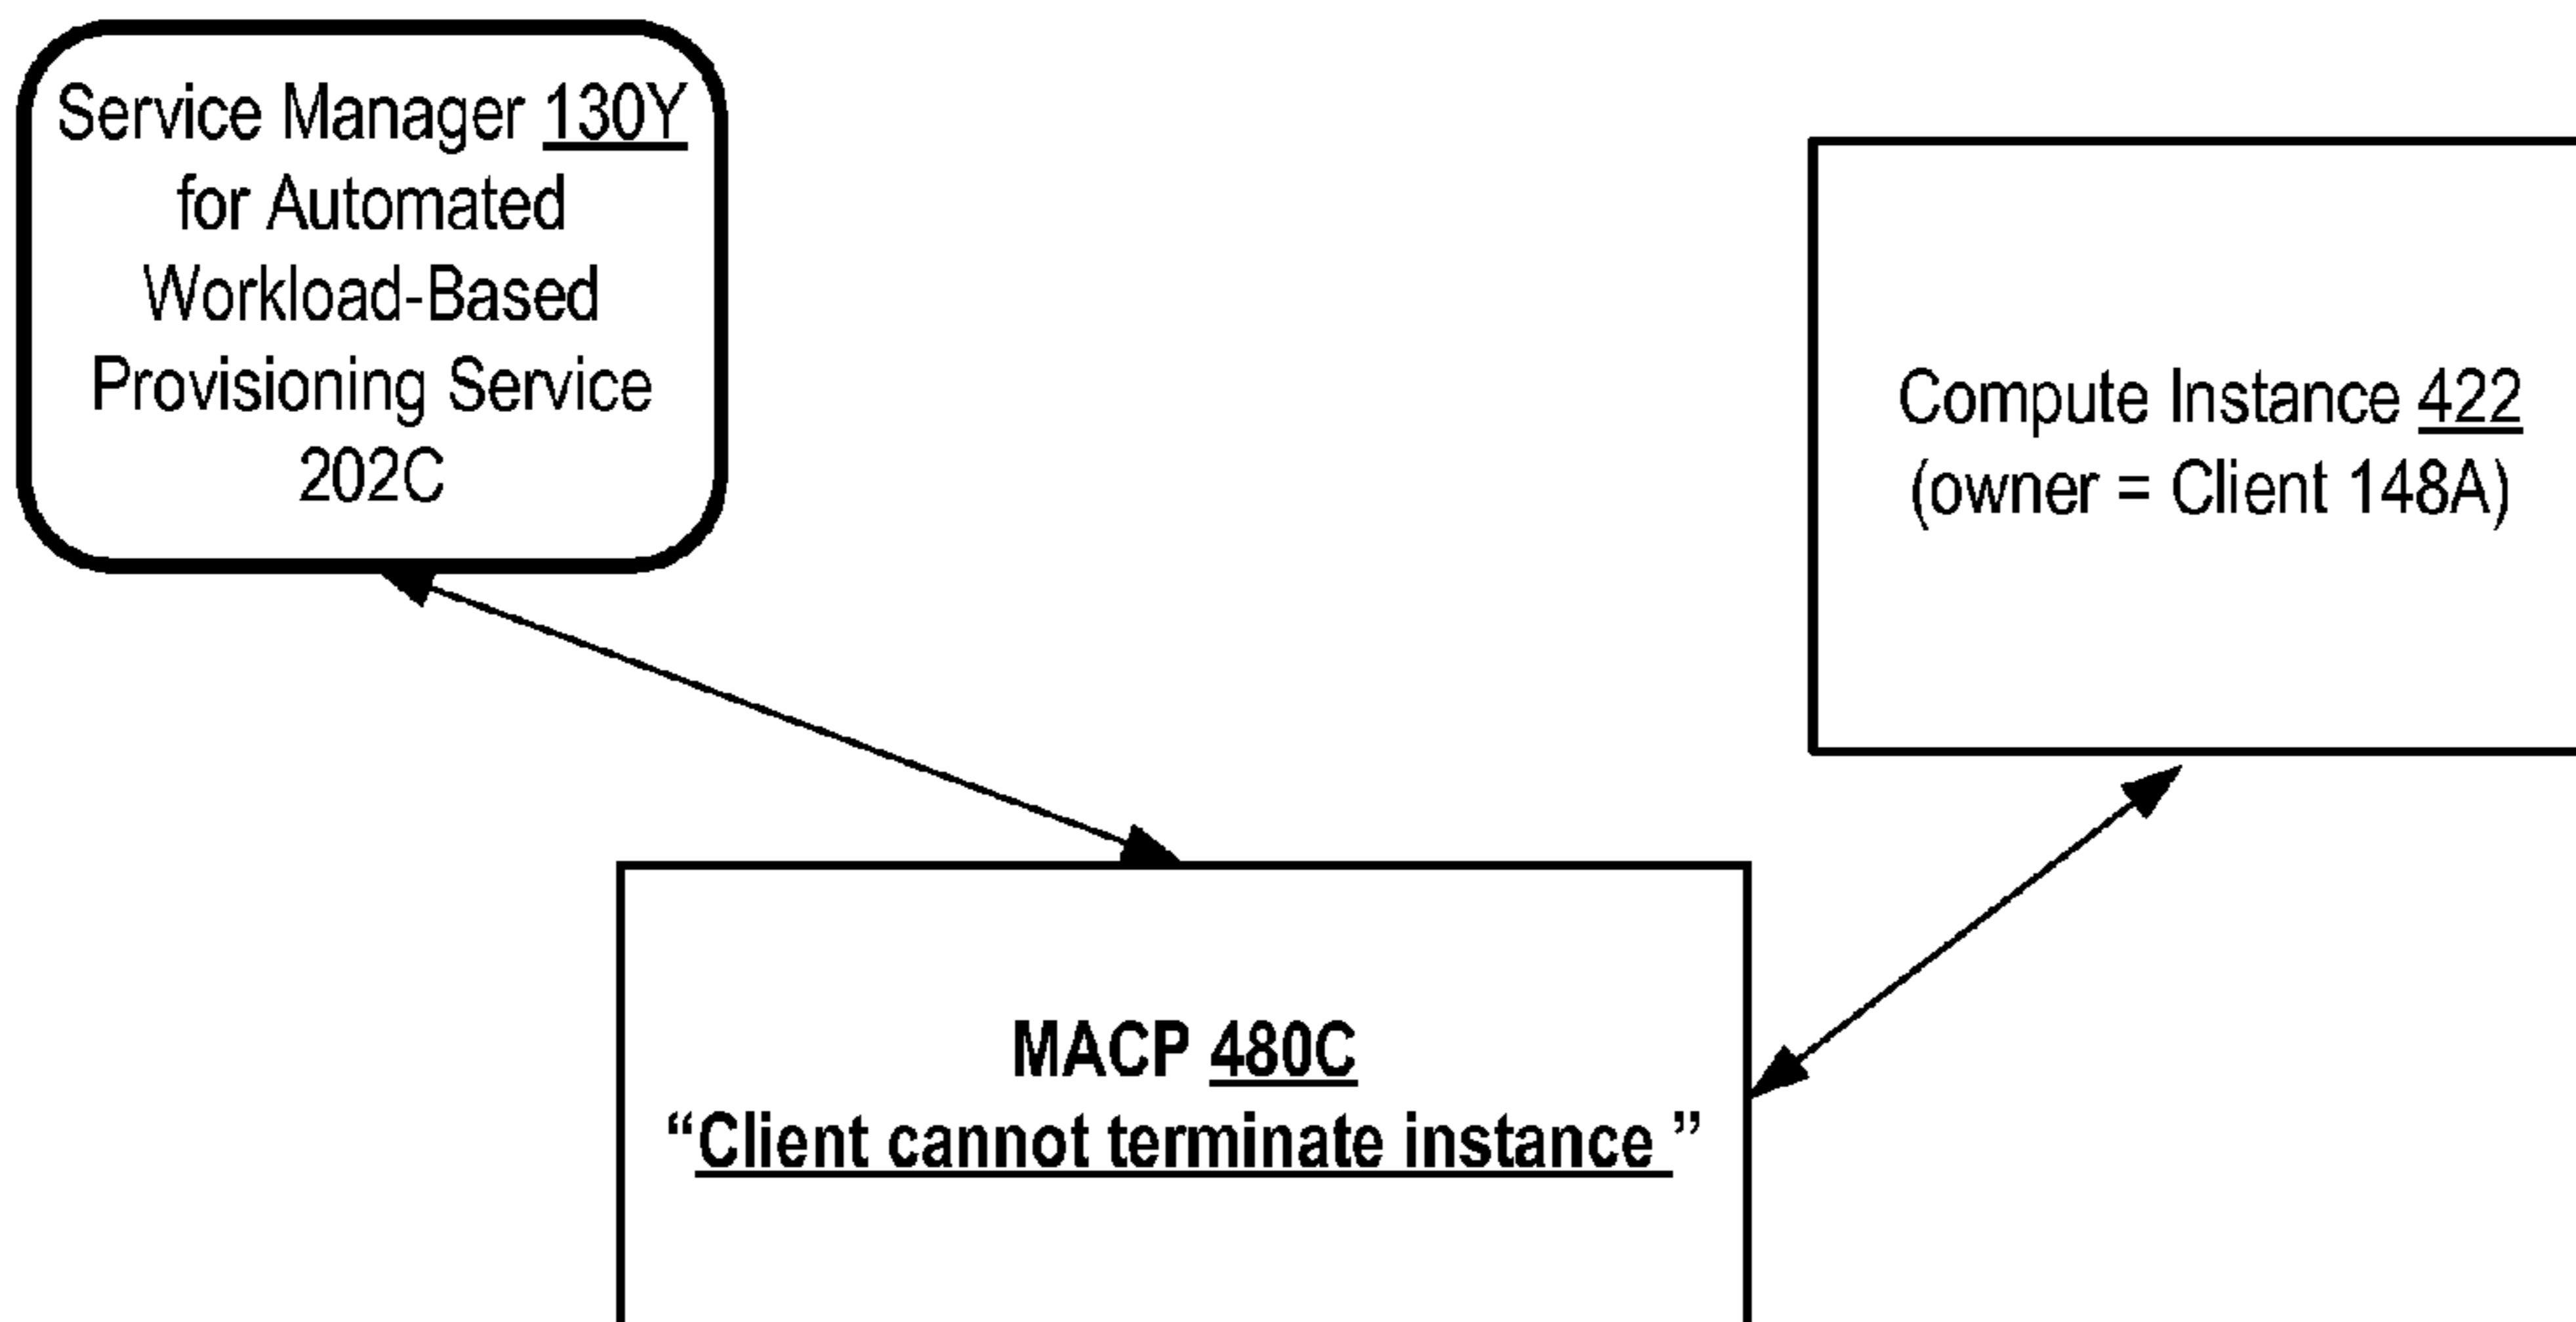 Service Manager 130Y
for Automated
Workload-Based
Provisioning Service
202C
Compute Instance 422
(owner = Client 148A)
MACP 480C
“Client cannot terminate instance ”